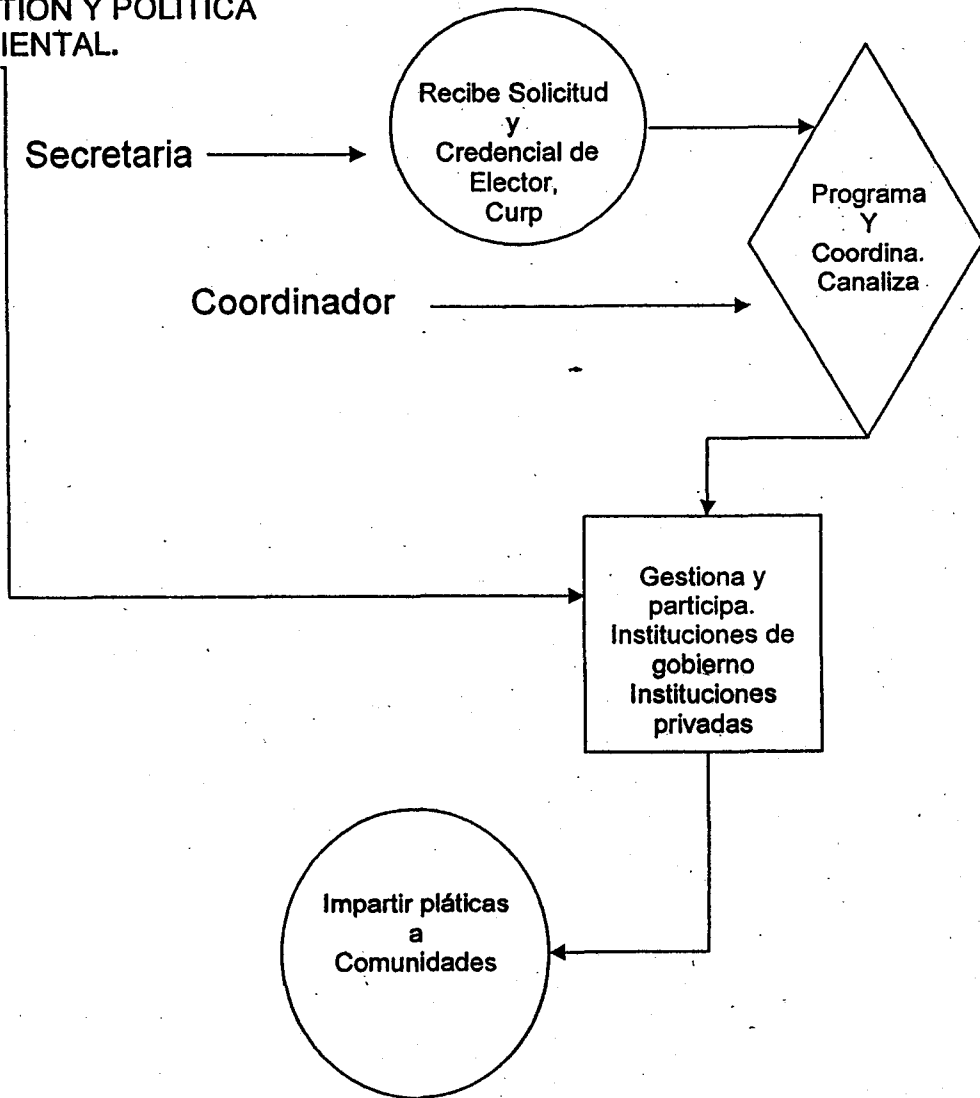 TION Y POLITICA
IENTAL.
Secretaria
Recibe Solicitud
y
Credencial de
Elector,
Curp
Programa
Y
Coordina.
Canaliza
Coordinador
Gestiona y
participa.
Instituciones de
gobierno
Instituciones
privadas
Impartir pláticas
a
Comunidades